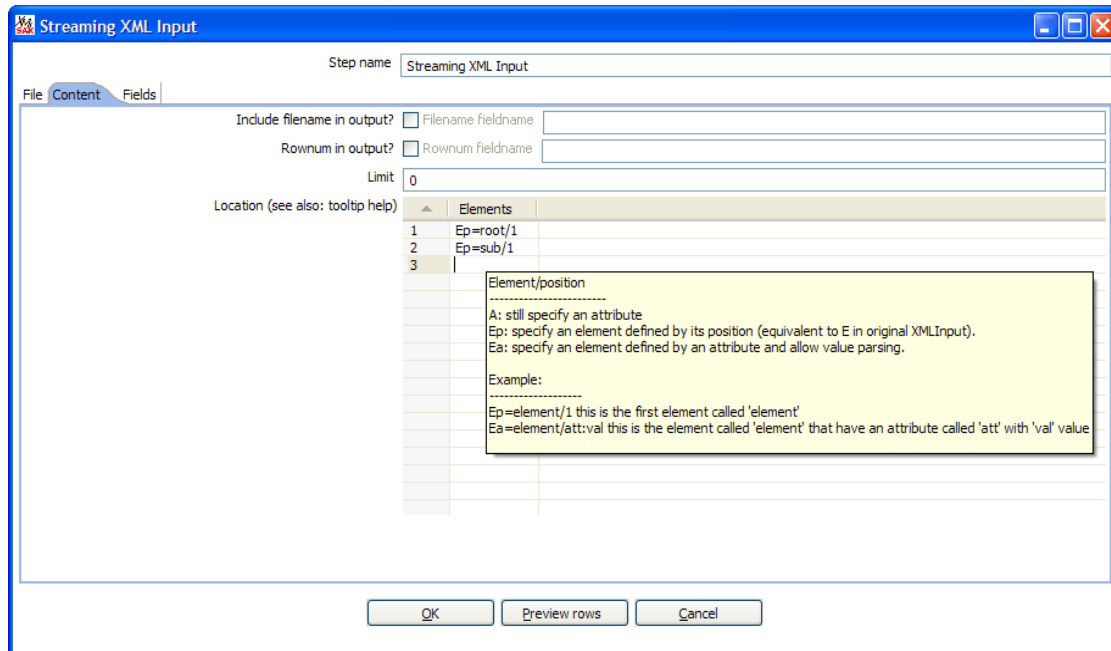 SAX Streaming XML Input
Step name Streaming XML Input
File Content Fields
Include filename in output? Filename fieldname
Rownum in output? Rownum fieldname
Limit 0
Location (see also: tooltip help) Elements
1 Ep=root/1
2 Ep=sub/1
3
Element/position
------------------------
A: still specify an attribute
Ep: specify an element defined by its position (equivalent to E in original XMLInput).
Ea: specify an element defined by an attribute and allow value parsing.
Example:
-------------------
Ep=element/1 this is the first element called 'element'
Ea=element/att:val this is the element called 'element' that have an attribute called 'att' with 'val' value
OK Preview rows Cancel